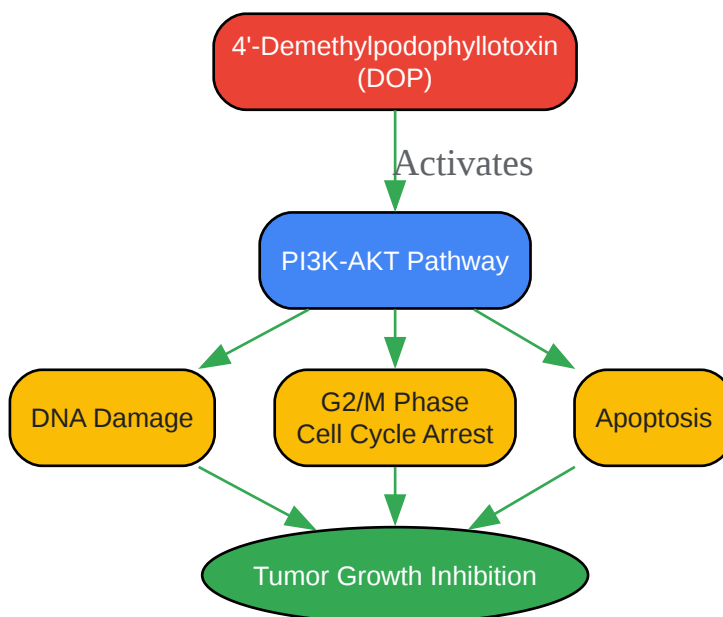 4'-Demethylpodophyllotoxin
(DOP)
Activates
PI3K-AKT Pathway
DNA Damage
G2/M Phase
Cell Cycle Arrest
Apoptosis
Tumor Growth Inhibition